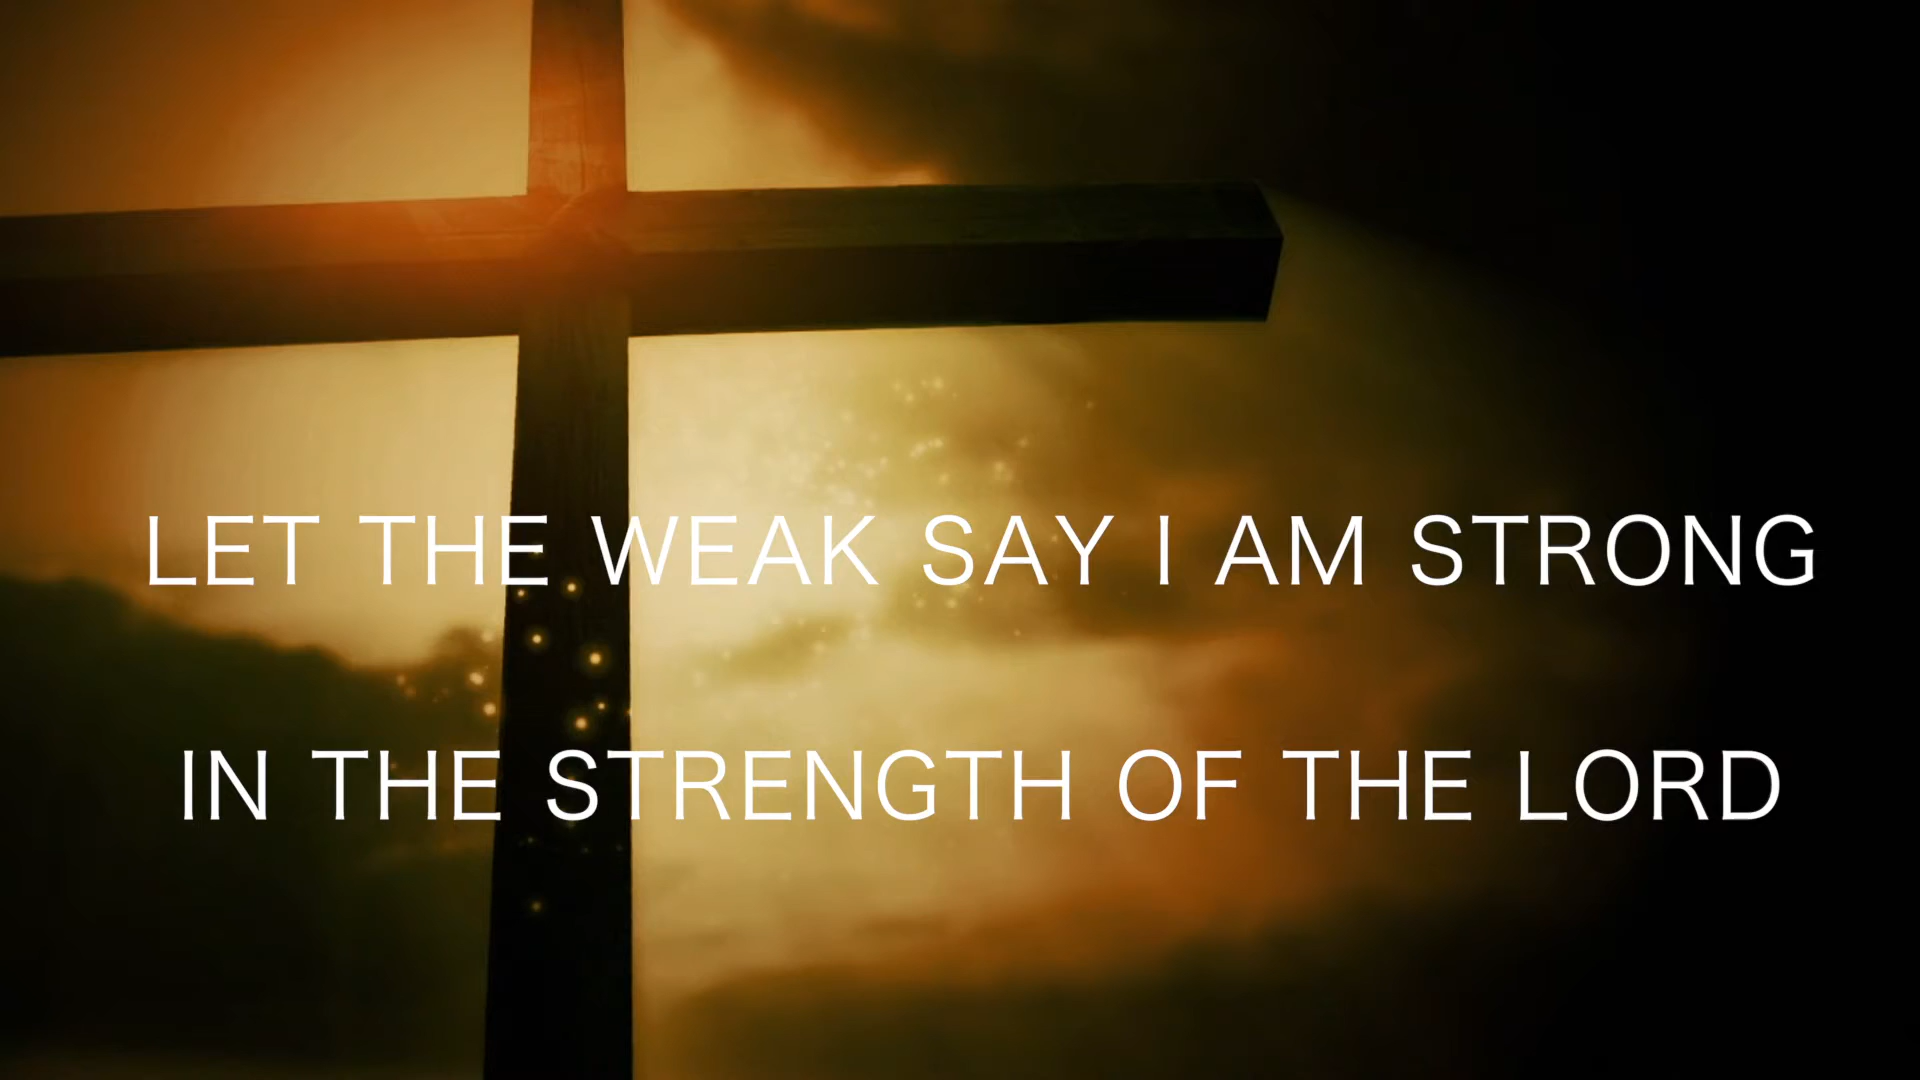 LET THE WEAK SAY I AM STRONG
IN THE STRENGTH OF THE LORD